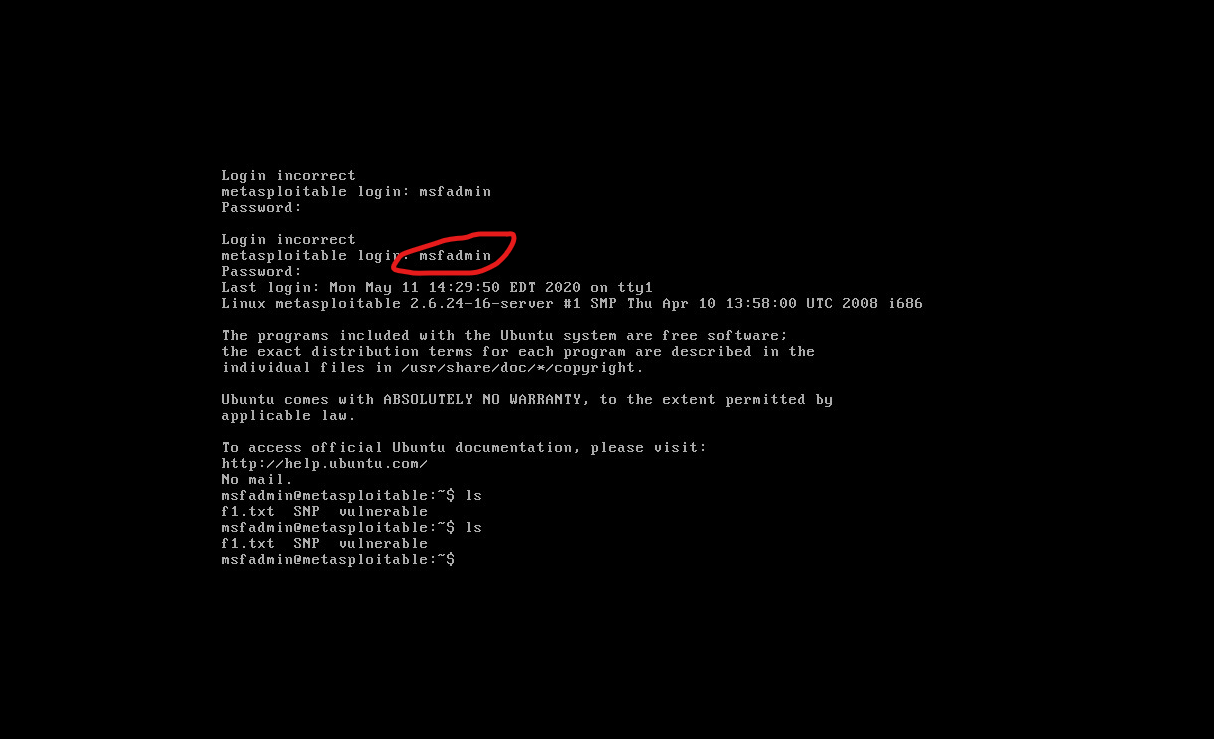 Login incorrect
metasploitable login: msfadmin
Password:
Login incorrect
metasploitable login: msfadmin
Password:
Last login: Mon May 11 14:29:50 EDT 2020 on tty1
Linux metasploitable 2.6.24-16-server #1 SMP Thu Apr 10 13:58:00 UTC 2008 i686
The programs included with the Ubuntu system are free software;
the exact distribution terms for each program are described in the
individual files in /usr/share/doc/*/copyright.
Ubuntu comes with ABSOLUTELY NO WARRANTY, to the extent permitted by
applicable law.
To access official Ubuntu documentation, please visit:
http://help.ubuntu.com/
No mail.
msfadmin@metasploitable:~$ ls
f1.txt  SNP  vulnerable
msfadmin@metasploitable:~$ ls
f1.txt  SNP  vulnerable
msfadmin@metasploitable:~$